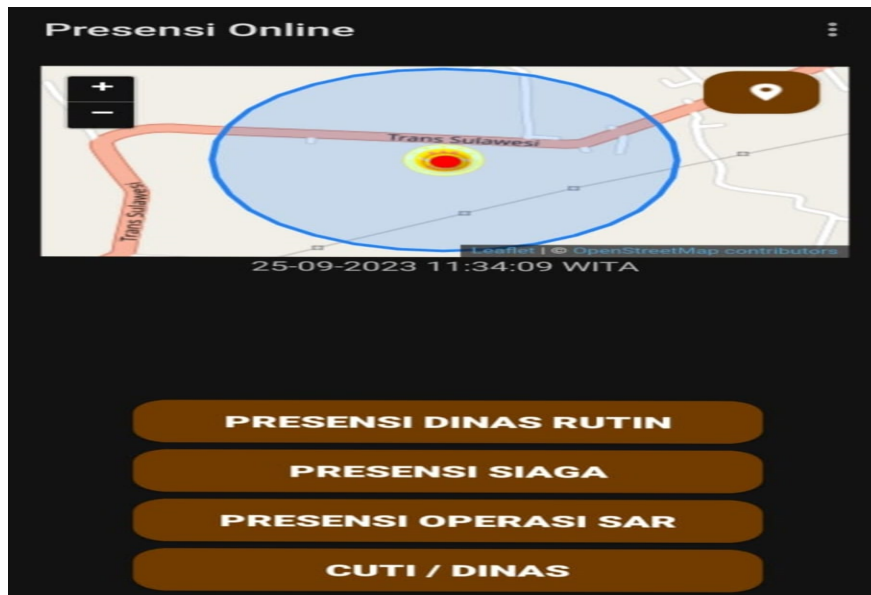 Presensi Online
+
−
Trans Sulawesi
Trans Sulawesi
Leaflet | © OpenStreetMap contributors
25-09-2023 11:34:09 WITA
PRESENSI DINAS RUTIN
PRESENSI SIAGA
PRESENSI OPERASI SAR
CUTI / DINAS